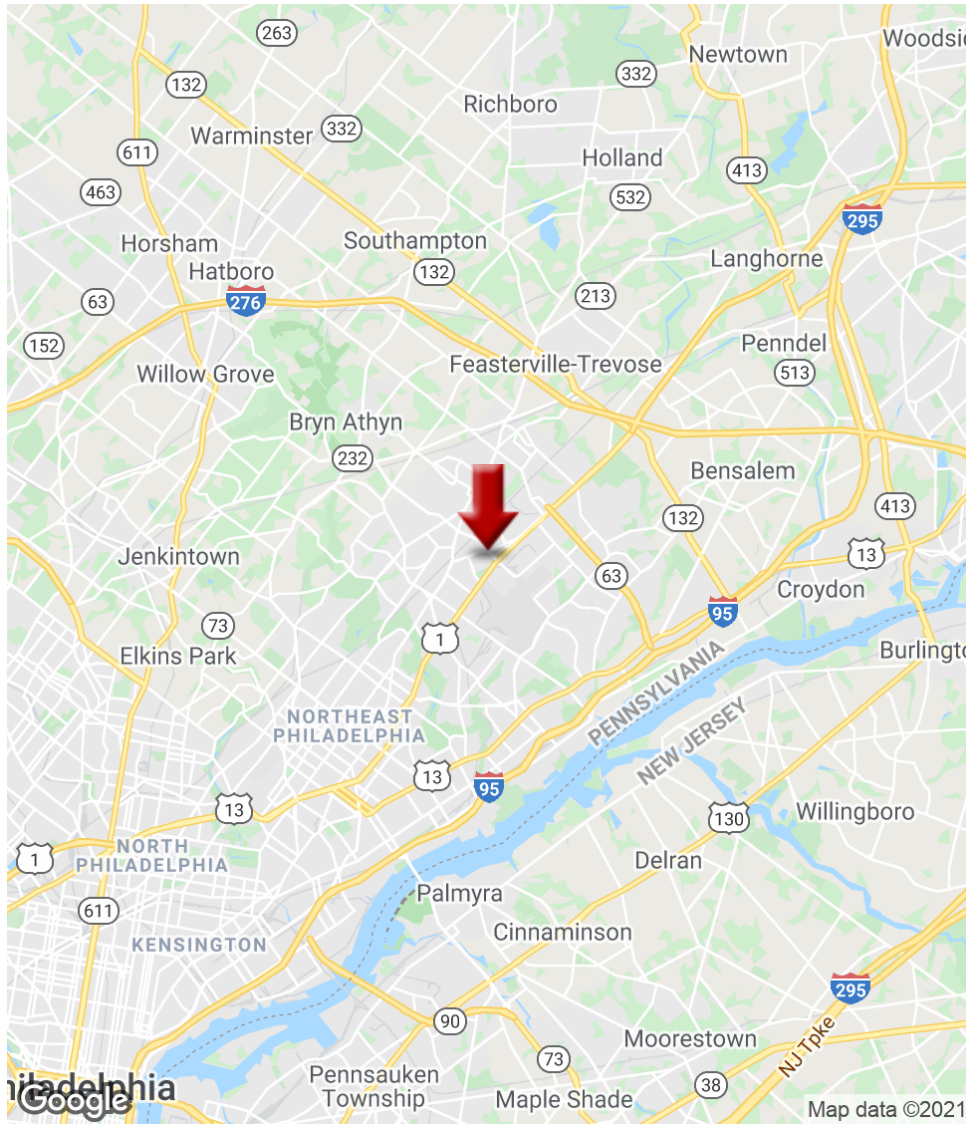 263
Woodsi
Newtown
332
132
Richboro
Warminster
332
611
Holland
413
463
532
295
Horsham
Southampton
Langhorne
Hatboro
132
276
63
213
152
Penndel
Feasterville-Trevose
513
Willow Grove
Bryn Athyn
232
Bensalem
413
132
Jenkintown
13
63
Croydon
95
73
1
Elkins Park
Burlingto
PENNSYLVANIA
NEW JERSEY
NORTHEAST
PHILADELPHIA
13
95
13
130
Willingboro
1
NORTH
PHILADELPHIA
Delran
Palmyra
611
Cinnaminson
KENSINGTON
295
90
NJ Tpke
Moorestown
73
Pennsauken
Township
38
Maple Shade
hiladelphia
Google
Map data ©2021